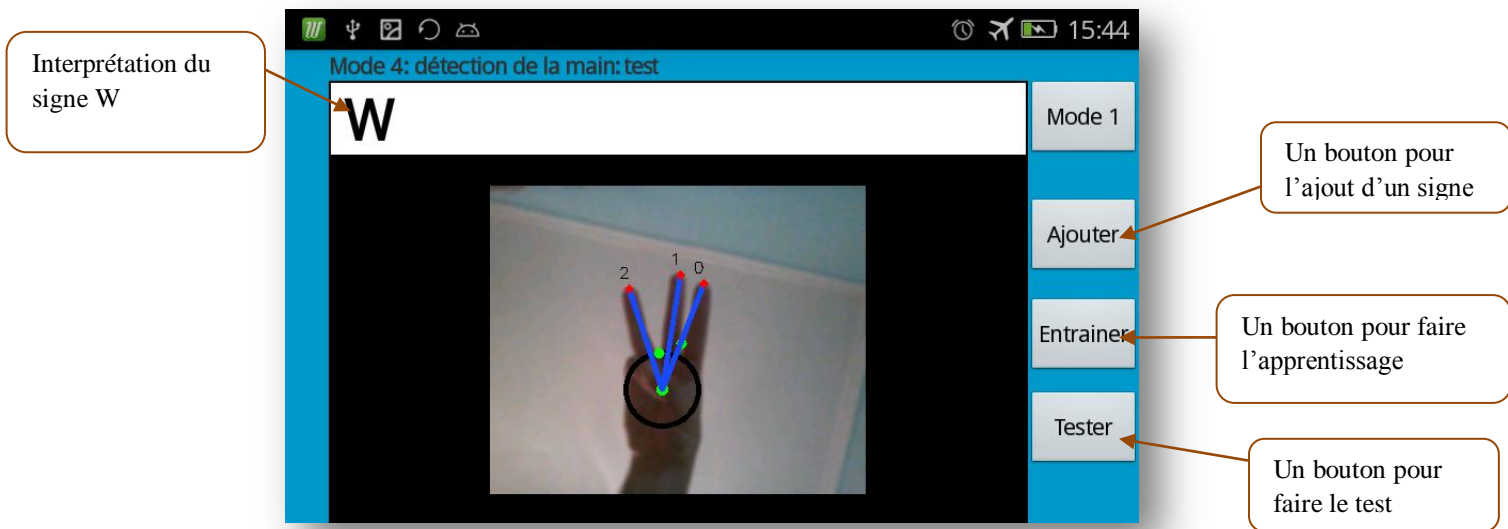 15:44
Mode 4: détection de la main: test
Interprétation du
signe W
W
Mode 1
Un bouton pour
l’ajout d’un signe
Ajouter
2
1
0
Entrainer
Un bouton pour faire
l’apprentissage
Tester
Un bouton pour
faire le test